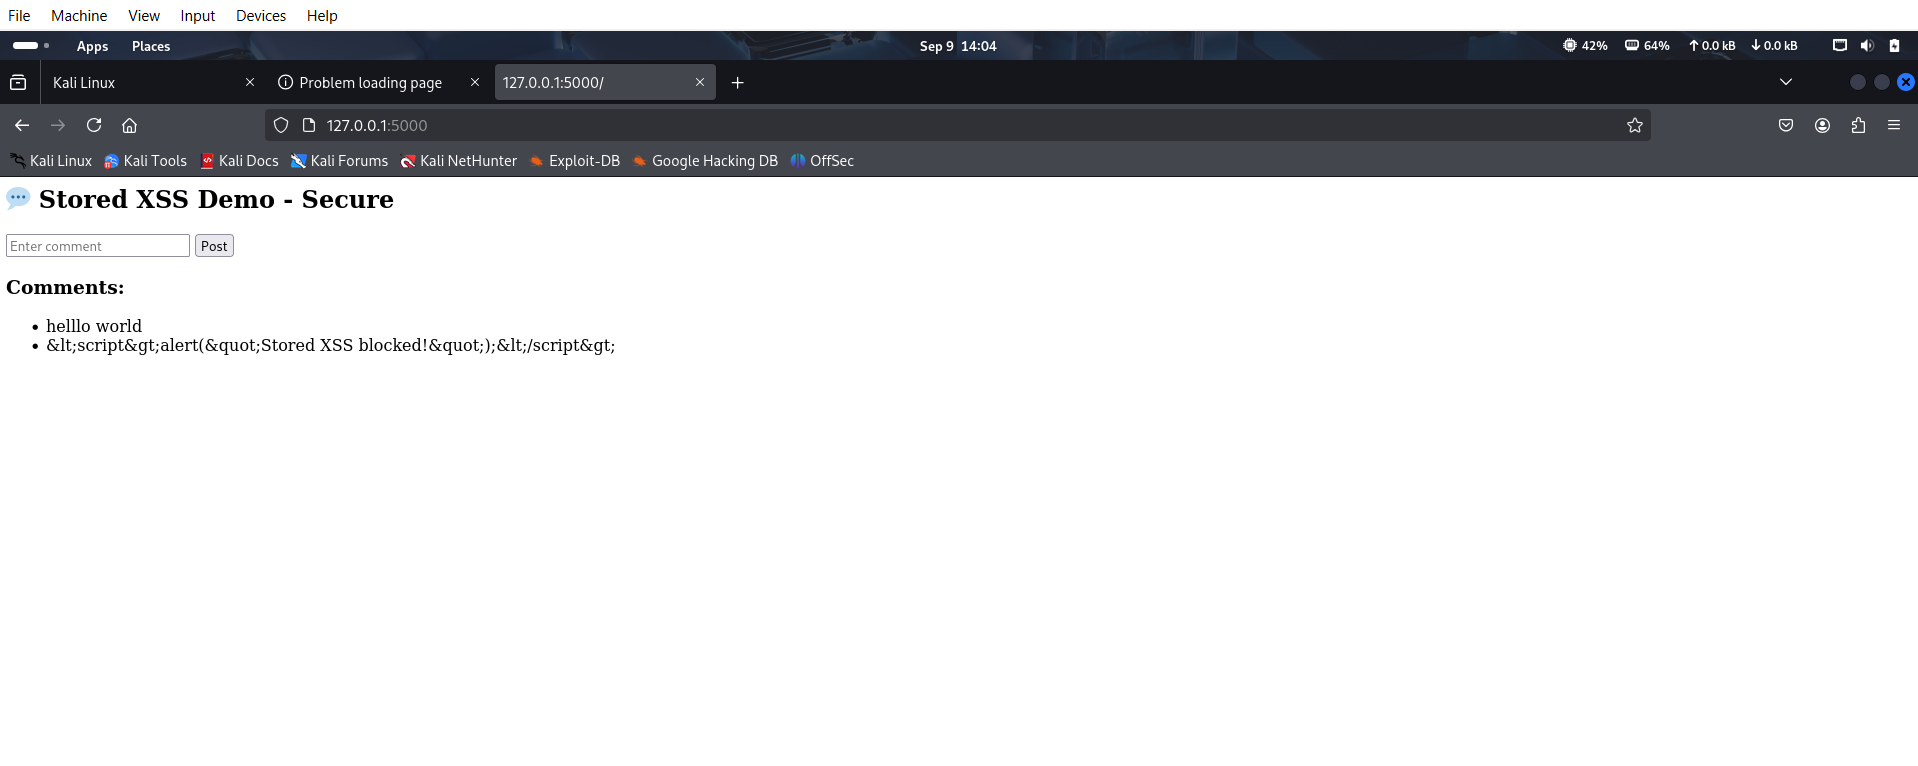 File Machine View Input Devices Help
Apps Places Sep 9 14:04 42% 64% 0.0 kB 0.0 kB
Kali Linux Problem loading page 127.0.0.1:5000/
127.0.0.1:5000
Kali Linux Kali Tools Kali Docs Kali Forums Kali NetHunter Exploit-DB Google Hacking DB OffSec
Stored XSS Demo - Secure
Enter comment Post
Comments:
• helllo world
• &lt;script&gt;alert(&quot;Stored XSS blocked!&quot;);&lt;/script&gt;